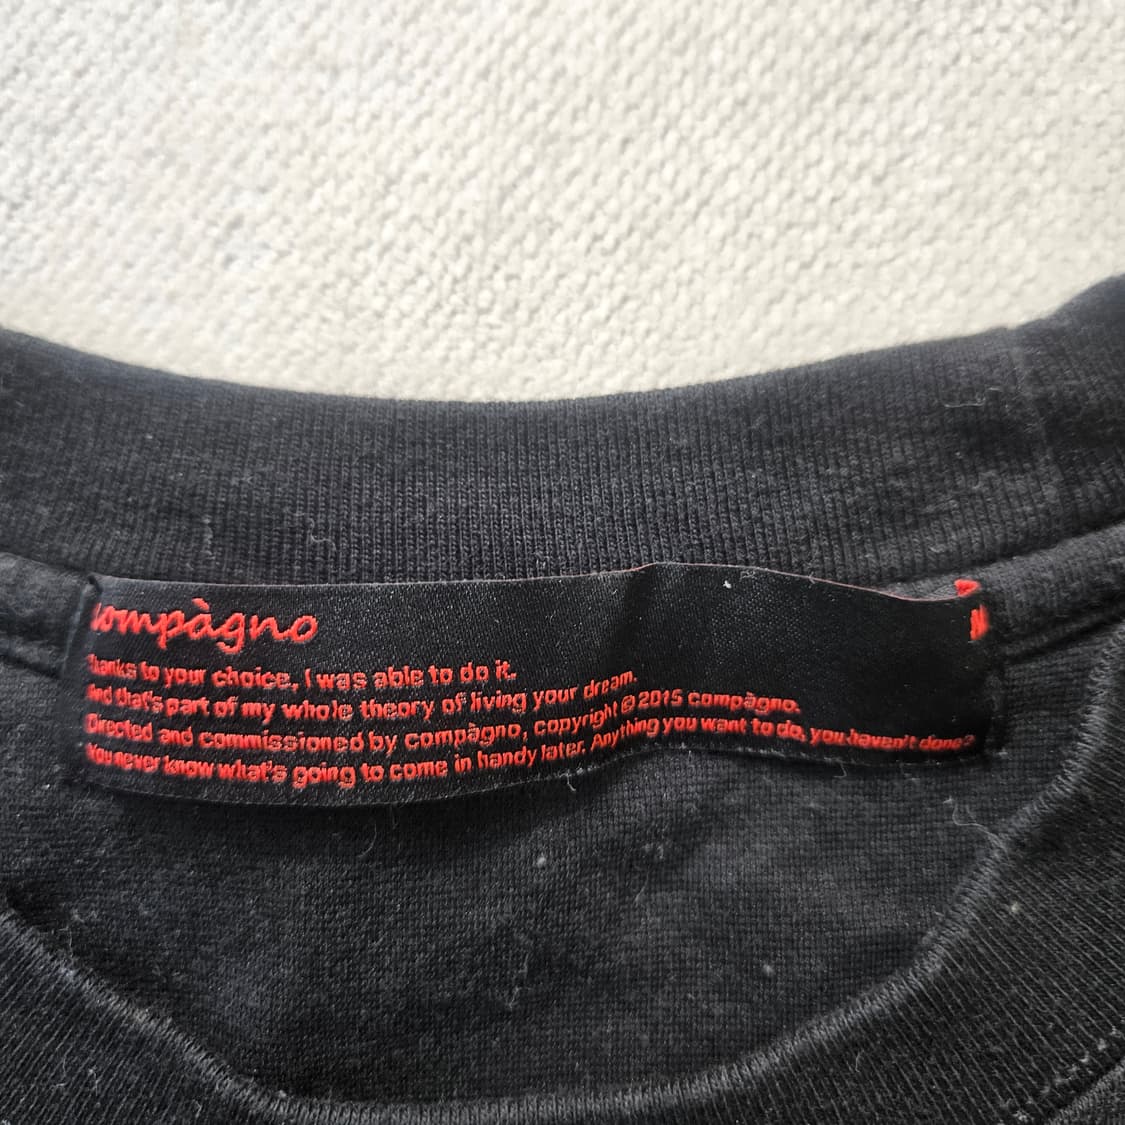 compàgno
Thanks to your choice, I was able to do it.
And that's part of my whole theory of living your dream.
Directed and commissioned by compàgno, copyright © 2015 compàgno.
You never know what's going to come in handy later. Anything you want to do, you haven't done?